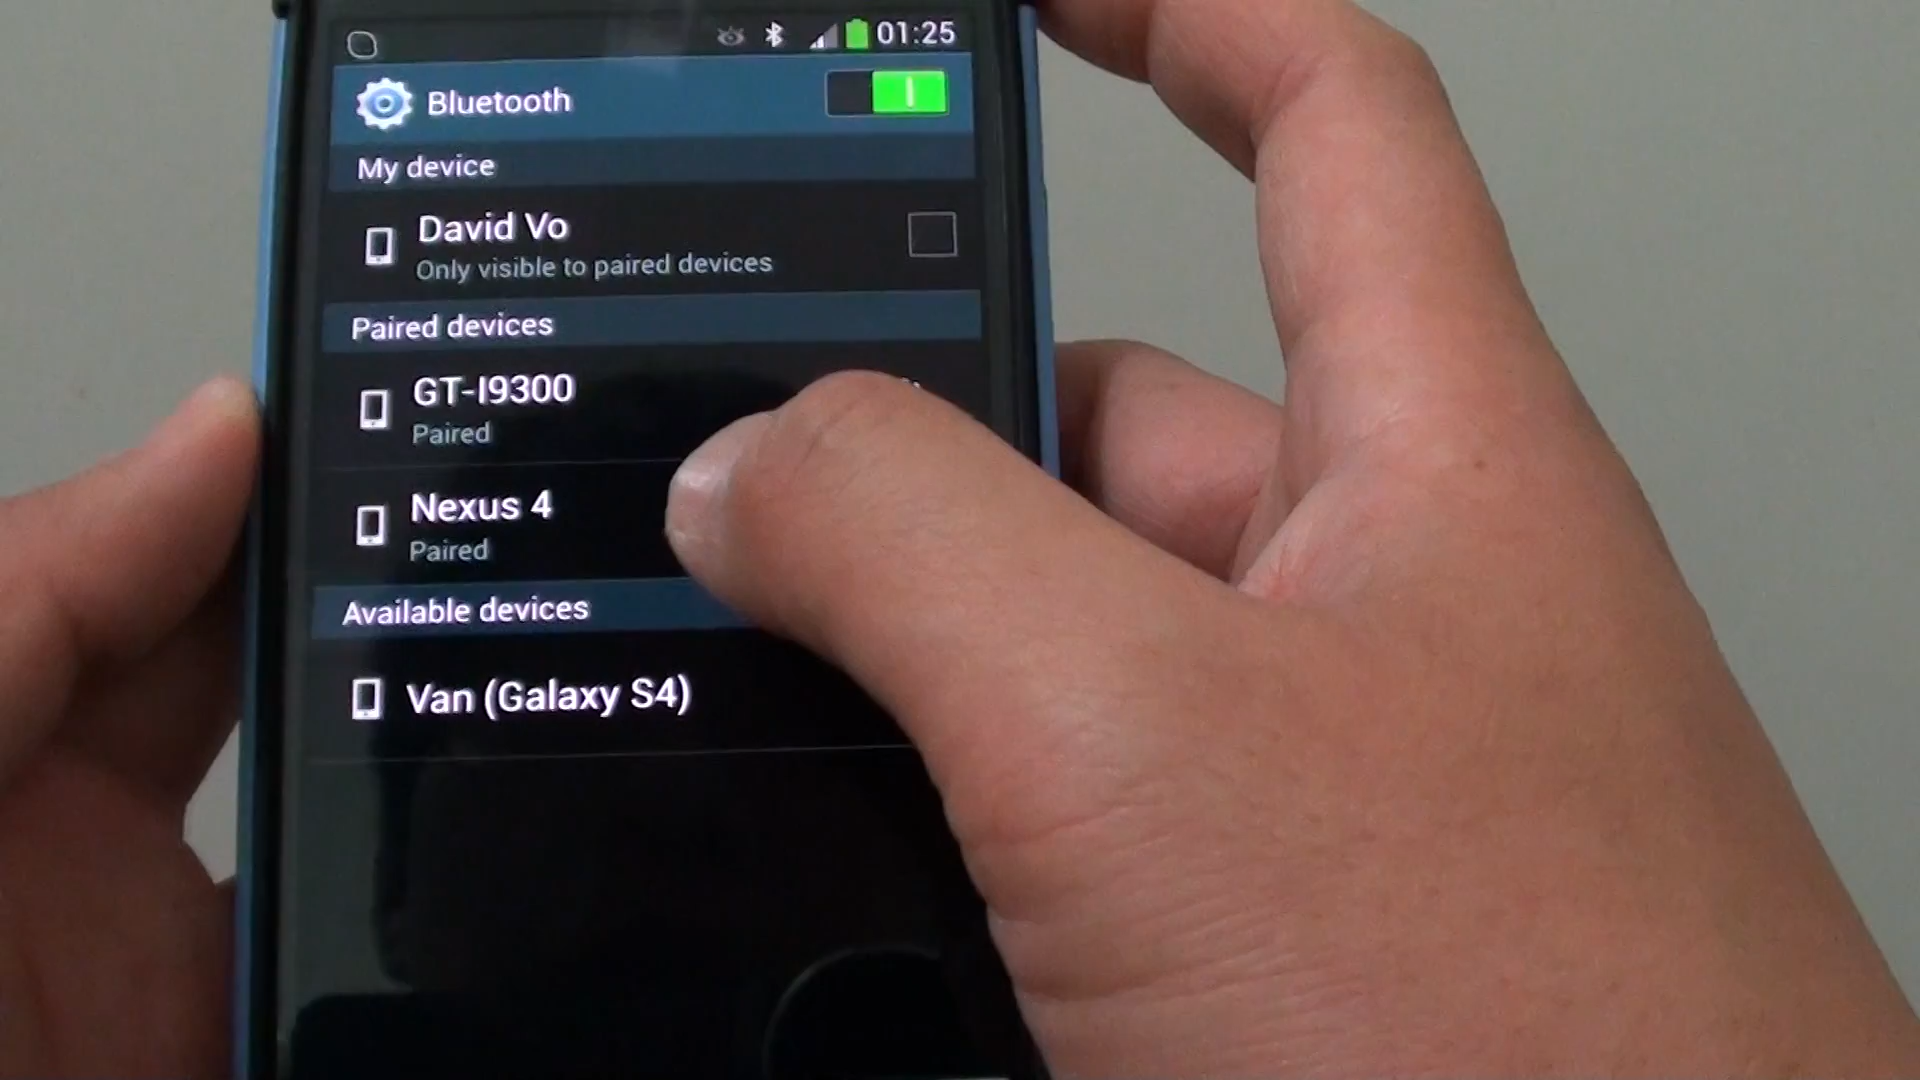 01:25
Bluetooth
My device
David Vo
Only visible to paired devices
Paired devices
GT-I9300
Paired
Nexus 4
Paired
Available devices
Van (Galaxy S4)